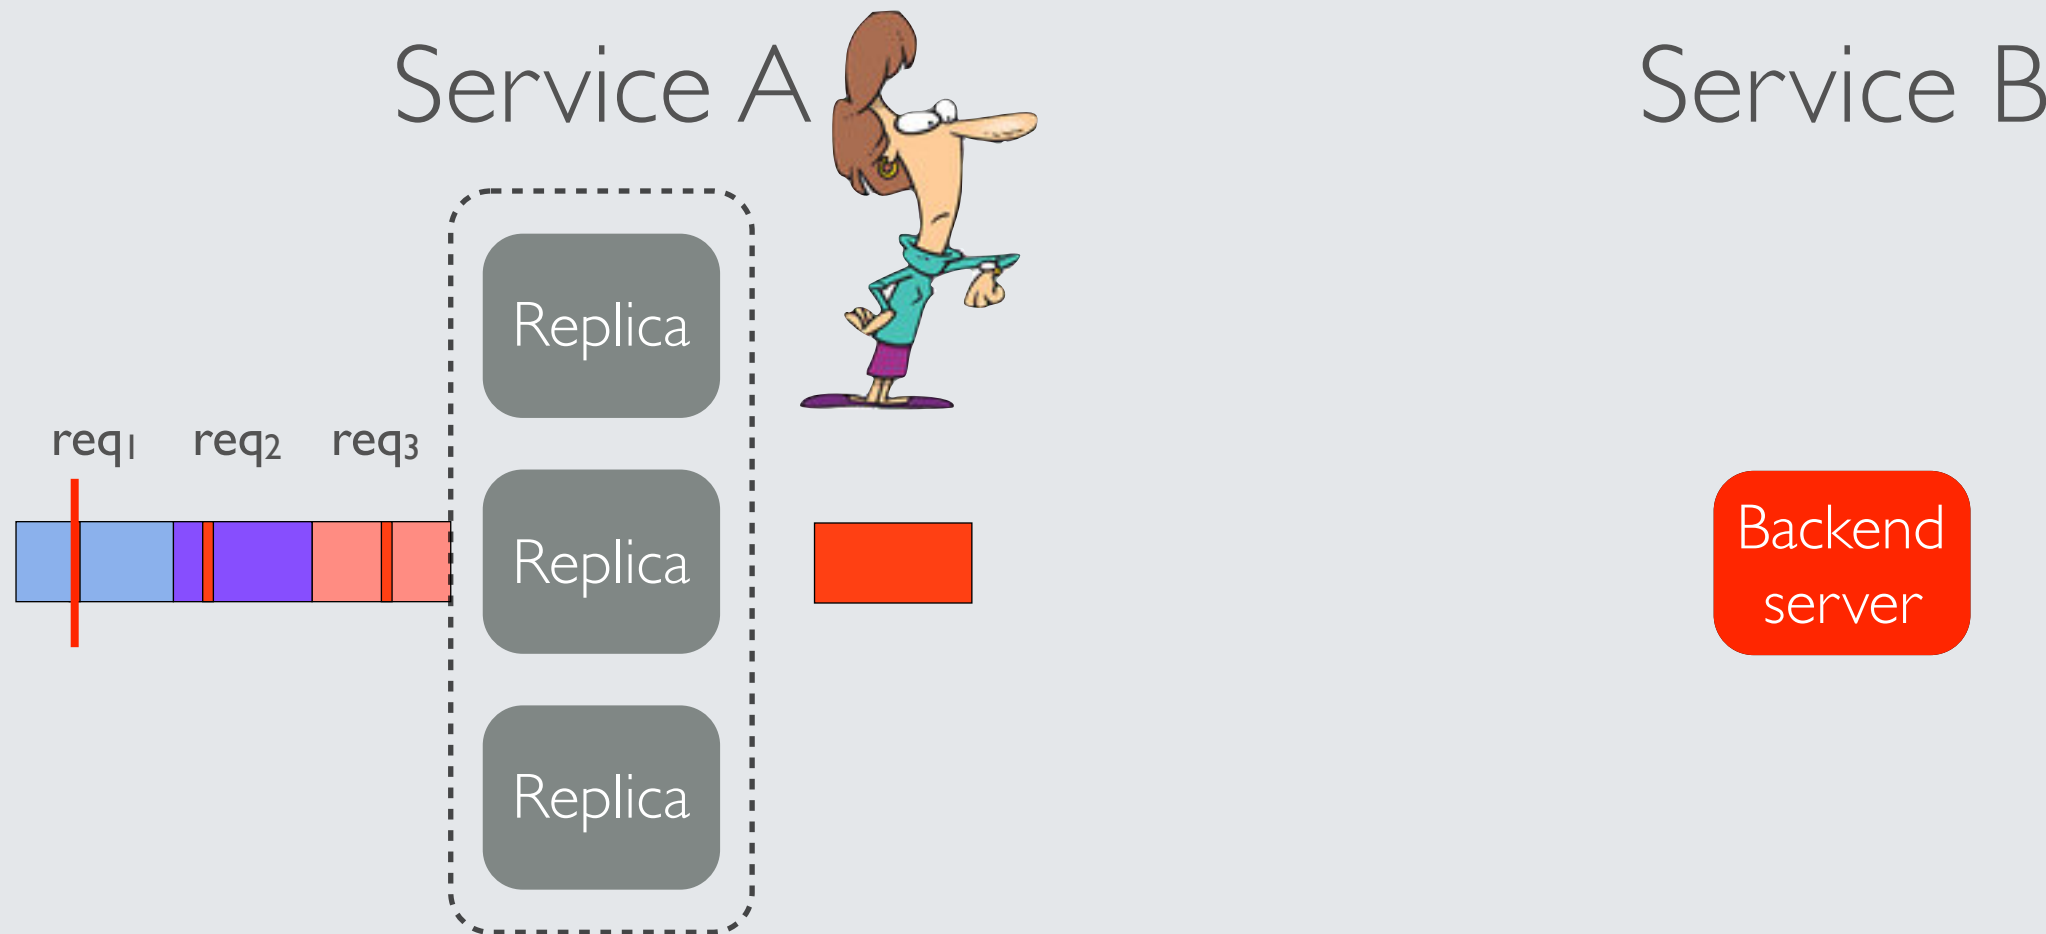 Service A
Service B
Replica
req₁ req₂ req₃
Replica
Backend
server
Replica